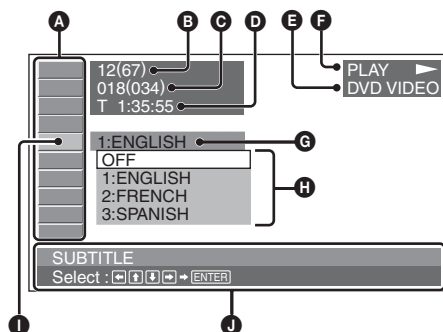 A
B
C
D
E
F
12(67)
018(034)
T 1:35:55
PLAY ►
DVD VIDEO
1:ENGLISH
G
OFF
1:ENGLISH
2:FRENCH
3:SPANISH
H
SUBTITLE
Select : ←↑↓→ → ENTER
I
J